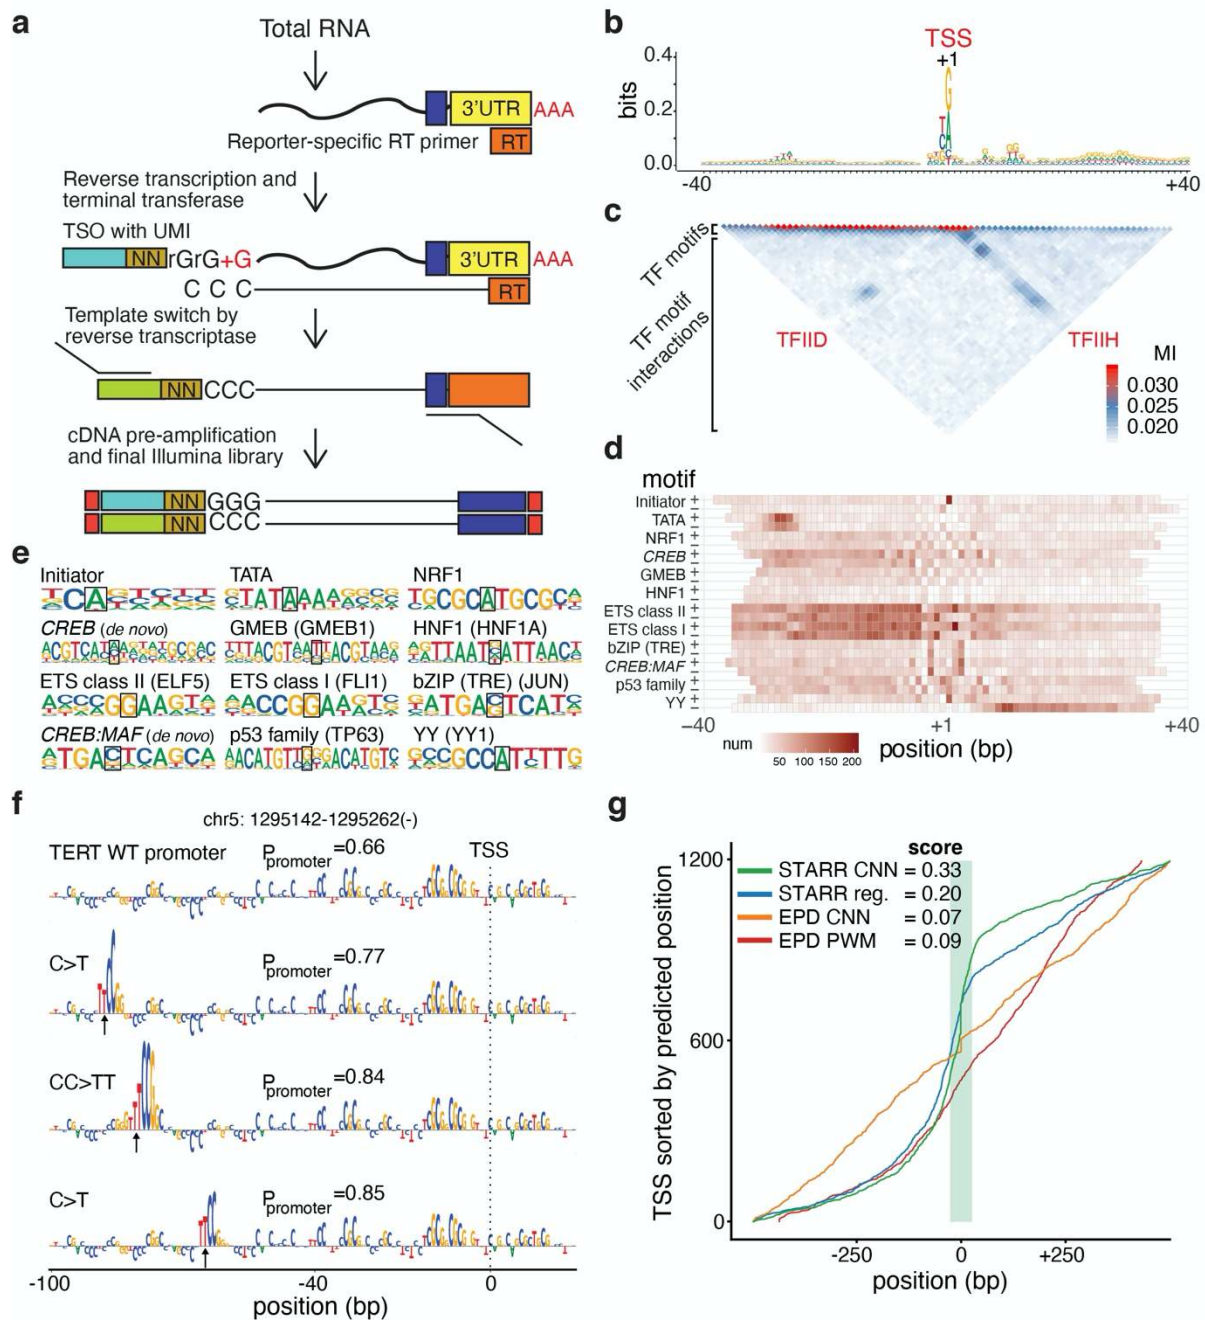 a
Total RNA
3'UTR AAA
Reporter-specific RT primer RT
Reverse transcription and
terminal transferase
TSO with UMI
NN rGrG+G 3'UTR AAA
C C C RT
Template switch by
reverse transcriptase
NN CCC
cDNA pre-amplification
and final Illumina library
NN GGG
NN CCC
b
TSS
+1
bits
0.4
0.2
0.0
-40 +40
c
TF motifs
TF motif
interactions
TFIID TFIIH
MI
0.030
0.025
0.020
d
motif
Initiator + −
TATA + −
NRF1 + −
CREB + −
GMEB + −
HNF1 + −
ETS class II + −
ETS class I + −
bZIP (TRE) + −
CREB:MAF + −
p53 family + −
YY + −
−40 +1 +40
num 50 100 150 200
position (bp)
e
Initiator TATA NRF1
CREB (de novo) GMEB (GMEB1) HNF1 (HNF1A)
ETS class II (ELF5) ETS class I (FLI1) bZIP (TRE) (JUN)
CREB:MAF (de novo) p53 family (TP63) YY (YY1)
f
chr5: 1295142-1295262(-)
TERT WT promoter Ppromoter=0.66 TSS
C>T Ppromoter=0.77
CC>TT Ppromoter=0.84
C>T Ppromoter=0.85
-100 -40 0
position (bp)
g
score
STARR CNN = 0.33
STARR reg. = 0.20
EPD CNN = 0.07
EPD PWM = 0.09
TSS sorted by predicted position
1200
600
0
-250 0 +250
position (bp)